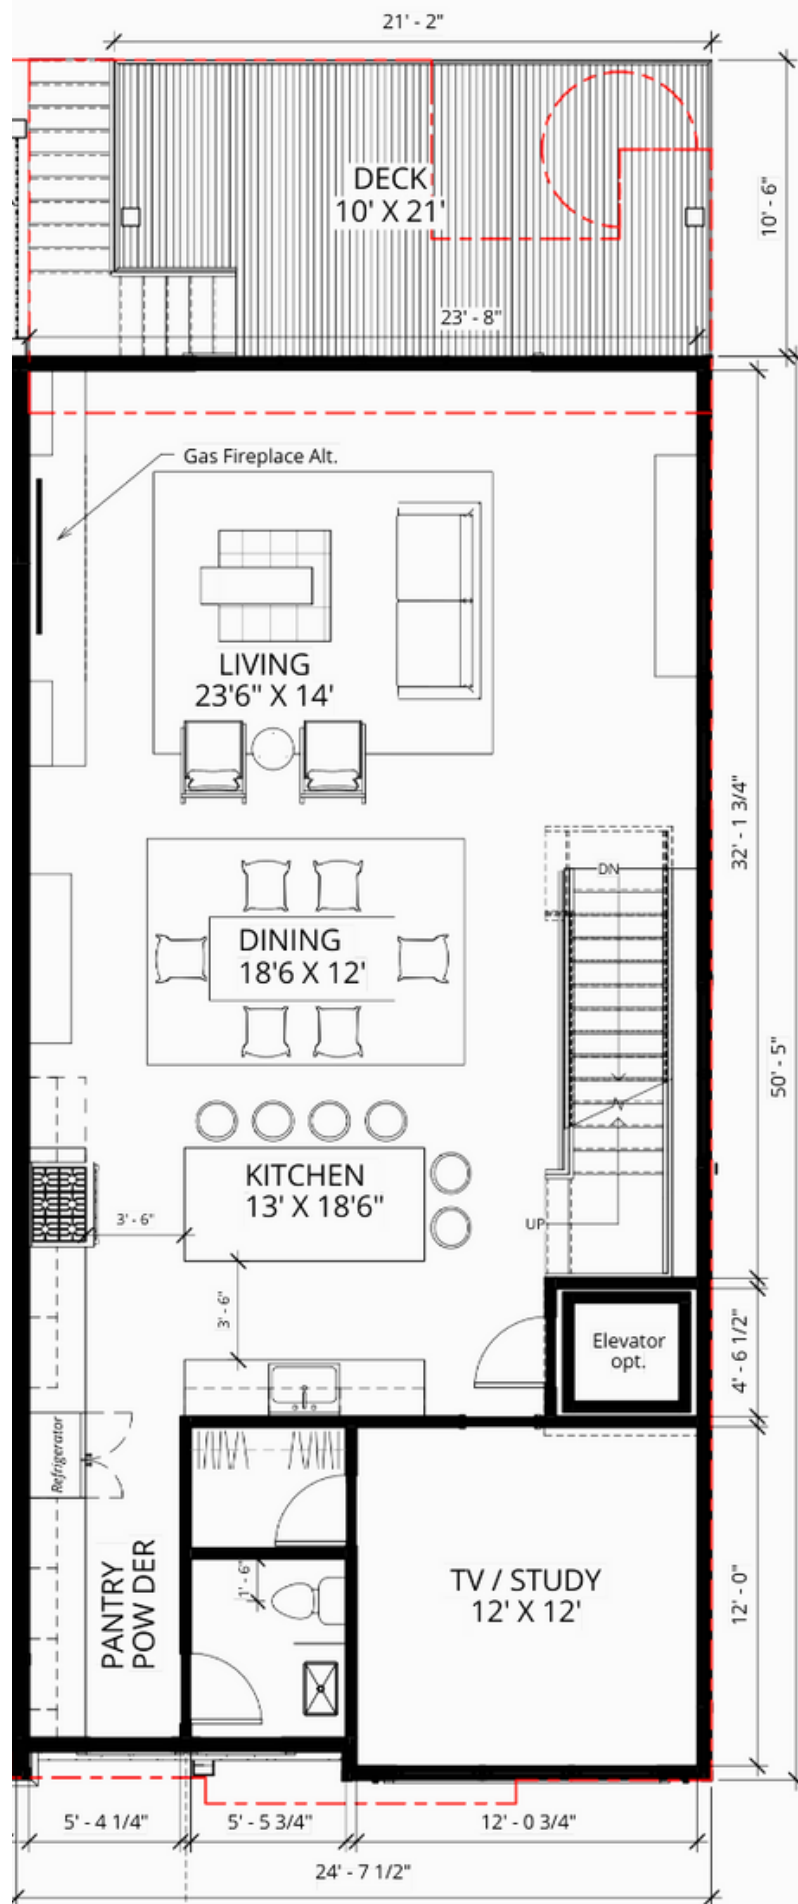 21' - 2"
DECK
10' X 21'
10' - 6"
23' - 8"
Gas Fireplace Alt.
LIVING
23'6" X 14'
32' - 1 3/4"
DN
DINING
18'6 X 12'
50' - 5"
KITCHEN
13' X 18'6"
3' - 6"
UP
3' - 6"
Elevator
opt.
4' - 6 1/2"
Refrigerator
1' - 6"
PANTRY
POW DER
TV / STUDY
12' X 12'
12' - 0"
5' - 4 1/4"
5' - 5 3/4"
12' - 0 3/4"
24' - 7 1/2"